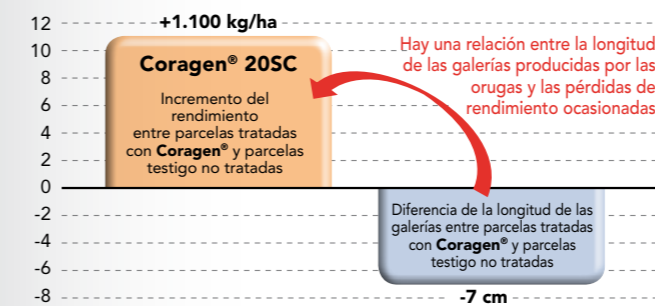 12
+1.100 kg/ha
10
8
6
4
2
0
-2
-4
-6
-8
Coragen® 20SC
Incremento del
rendimiento
entre parcelas tratadas
con Coragen® y parcelas
testigo no tratadas
Hay una relación entre la longitud
de las galerías producidas por las
orugas y las pérdidas de
rendimiento ocasionadas
Diferencia de la longitud de las
galerías entre parcelas tratadas
con Coragen® y parcelas
testigo no tratadas
-7 cm